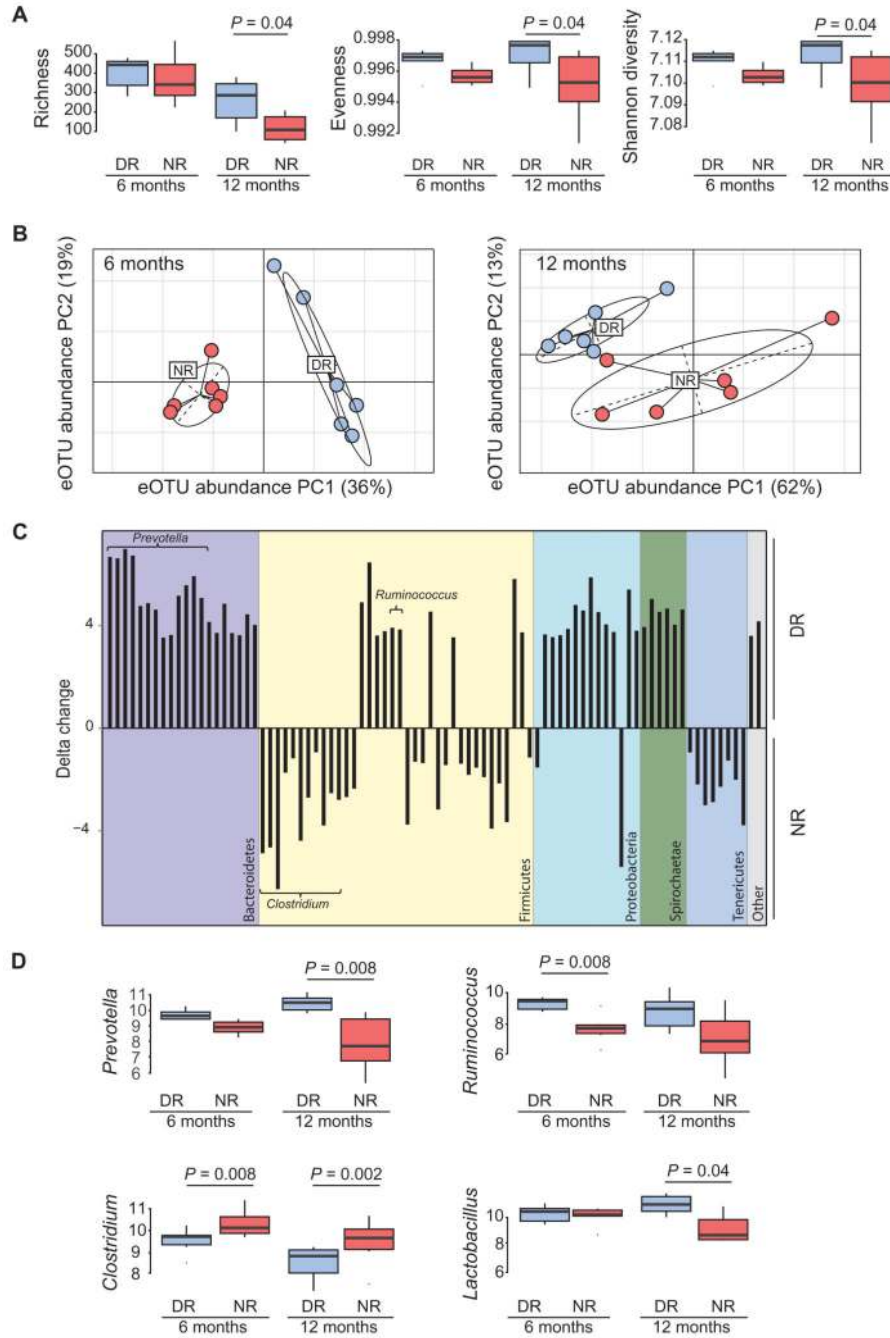 A
P = 0.04
P = 0.04
P = 0.04
Richness
500
400
300
200
100
Evenness
0.998
0.996
0.994
0.992
Shannon diversity
7.12
7.11
7.10
7.09
7.08
DR NR DR NR
6 months 12 months
DR NR DR NR
6 months 12 months
DR NR DR NR
6 months 12 months
B
6 months
NR
DR
eOTU abundance PC2 (19%)
eOTU abundance PC1 (36%)
12 months
DR
NR
eOTU abundance PC2 (13%)
eOTU abundance PC1 (62%)
C
Prevotella
Ruminococcus
Clostridium
Delta change
4
0
−4
Bacteroidetes
Firmicutes
Proteobacteria
Spirochaetae
Tenericutes
Other
DR
NR
D
P = 0.008
Prevotella
11
10
9
8
7
6
DR NR DR NR
6 months 12 months
P = 0.008
Ruminococcus
10
8
6
DR NR DR NR
6 months 12 months
P = 0.008 P = 0.002
Clostridium
11
10
9
8
DR NR DR NR
6 months 12 months
P = 0.04
Lactobacillus
10
8
6
DR NR DR NR
6 months 12 months